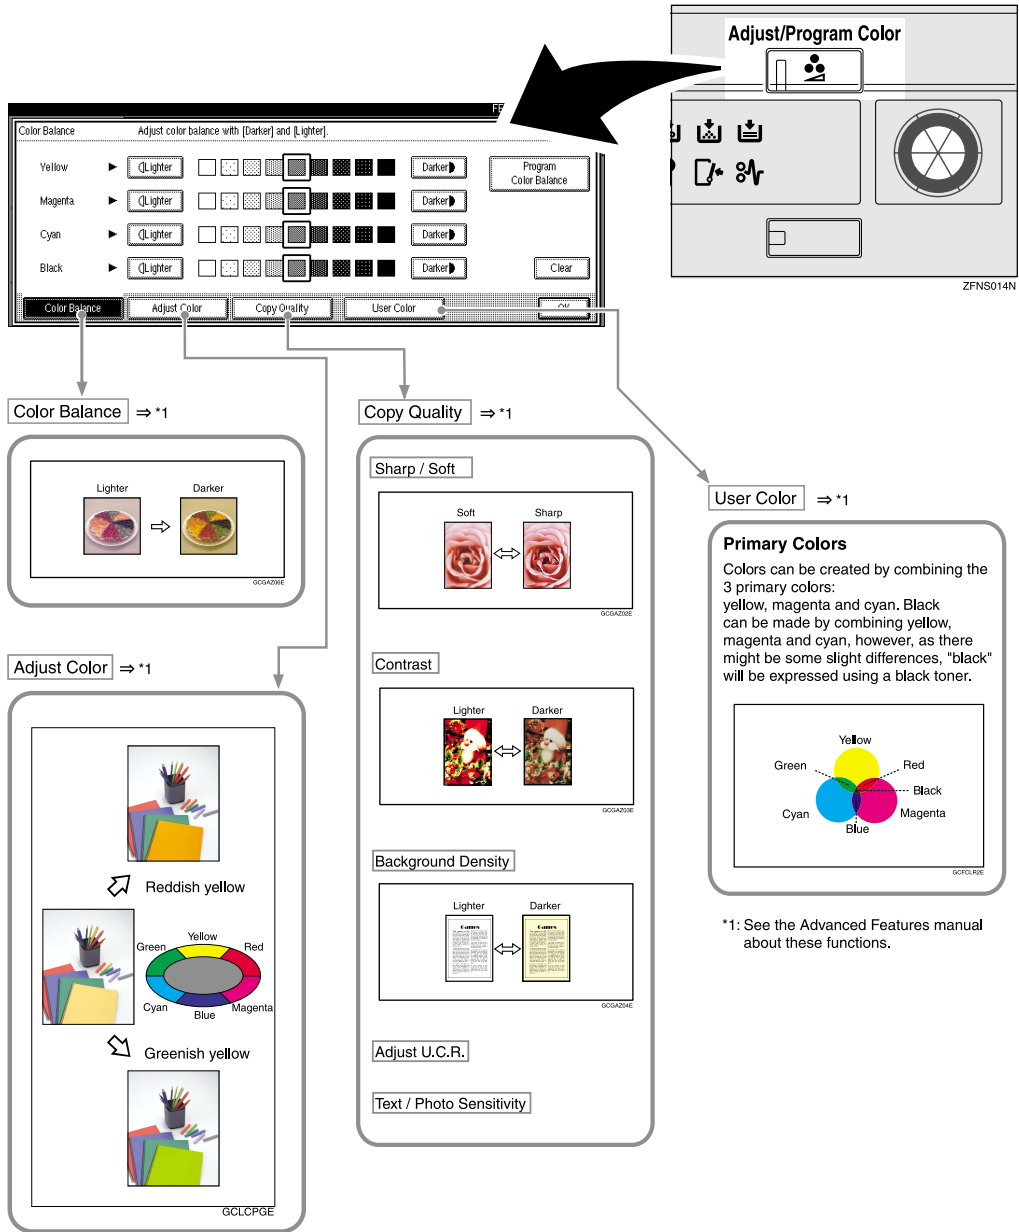 Adjust/Program Color
ZFNS014N
Color Balance Adjust color balance with [Darker] and [Lighter].
Yellow ► Lighter Darker Program Color Balance
Magenta ► Lighter Darker
Cyan ► Lighter Darker
Black ► Lighter Darker Clear
Color Balance Adjust Color Copy Quality User Color OK
Color Balance ⇒ *1
Lighter Darker
GCGAZ06E
Adjust Color ⇒ *1
Reddish yellow
Green Yellow Red
Cyan Blue Magenta
Greenish yellow
GCLCPGE
Copy Quality ⇒ *1
Sharp / Soft
Soft Sharp
GCGAZ02E
Contrast
Lighter Darker
GCGAZ03E
Background Density
Lighter Darker
Games Games
GCGAZ04E
Adjust U.C.R.
Text / Photo Sensitivity
User Color ⇒ *1
Primary Colors
Colors can be created by combining the
3 primary colors:
yellow, magenta and cyan. Black
can be made by combining yellow,
magenta and cyan, however, as there
might be some slight differences, "black"
will be expressed using a black toner.
Yellow
Green Red
Black
Cyan Magenta
Blue
GCFCLR2E
*1: See the Advanced Features manual
about these functions.